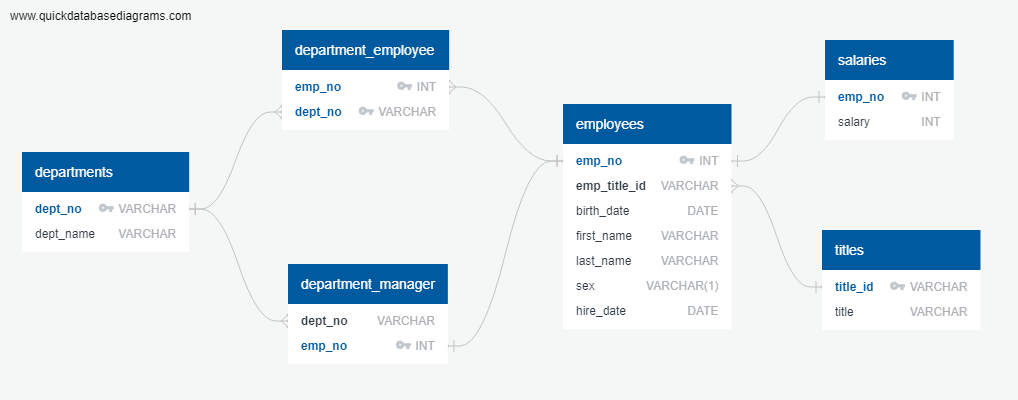 www.quickdatabasediagrams.com
department_employee
emp_no INT
dept_no VARCHAR
departments
dept_no VARCHAR
dept_name VARCHAR
department_manager
dept_no VARCHAR
emp_no INT
employees
emp_no INT
emp_title_id VARCHAR
birth_date DATE
first_name VARCHAR
last_name VARCHAR
sex VARCHAR(1)
hire_date DATE
salaries
emp_no INT
salary INT
titles
title_id VARCHAR
title VARCHAR